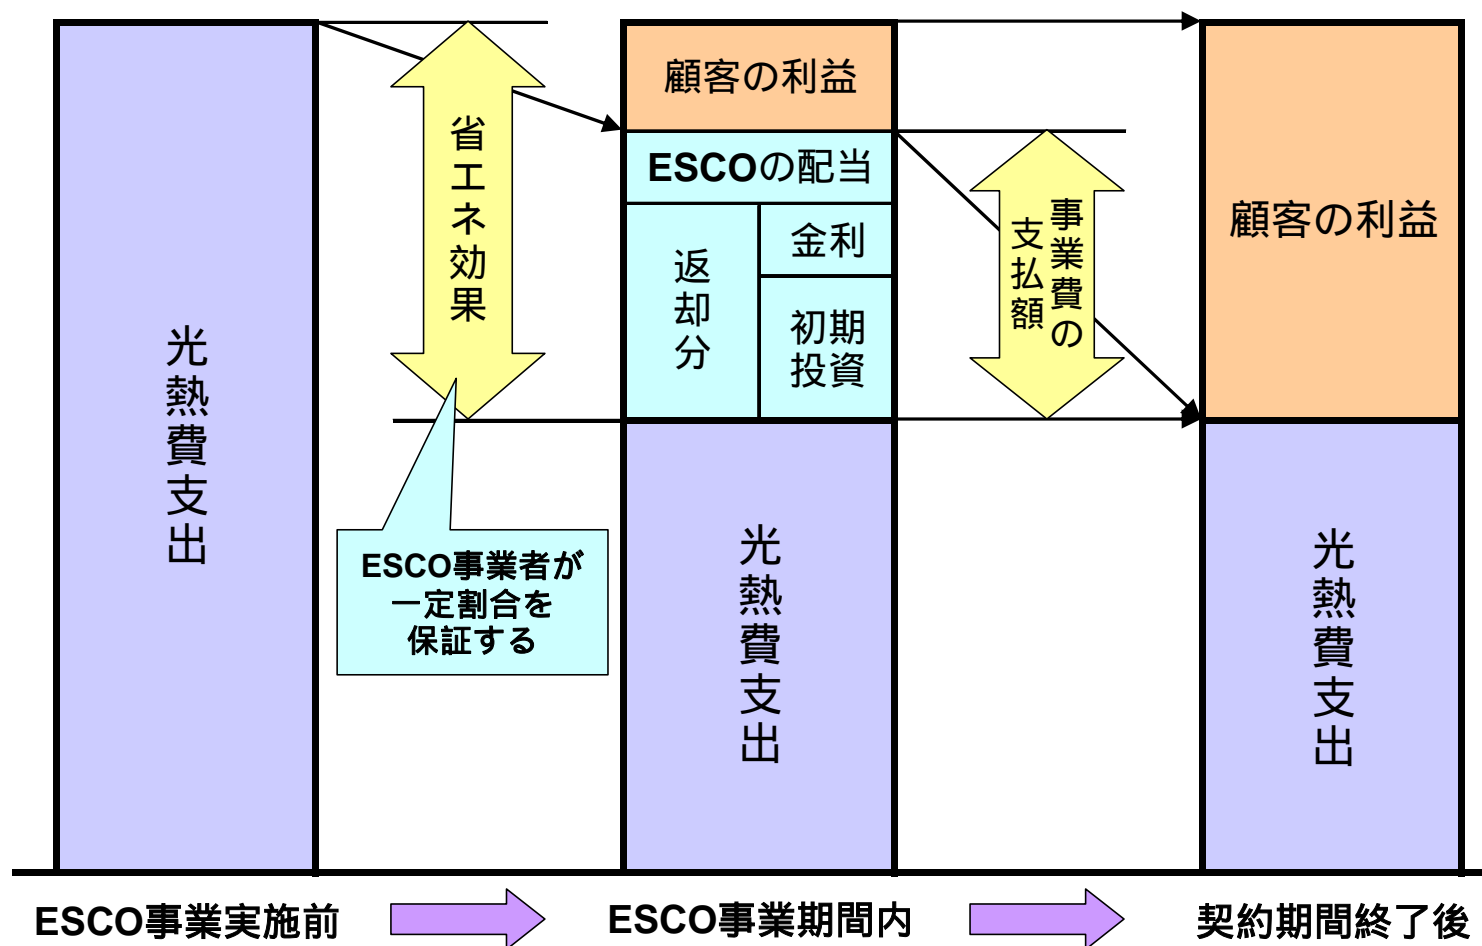 光熱費支出
省エネ効果
ESCO事業者が
一定割合を
保証する
顧客の利益
ESCOの配当
返却分
金利
初期
投資
光熱費支出
事業費の
支払額
顧客の利益
光熱費支出
ESCO事業実施前
ESCO事業期間内
契約期間終了後